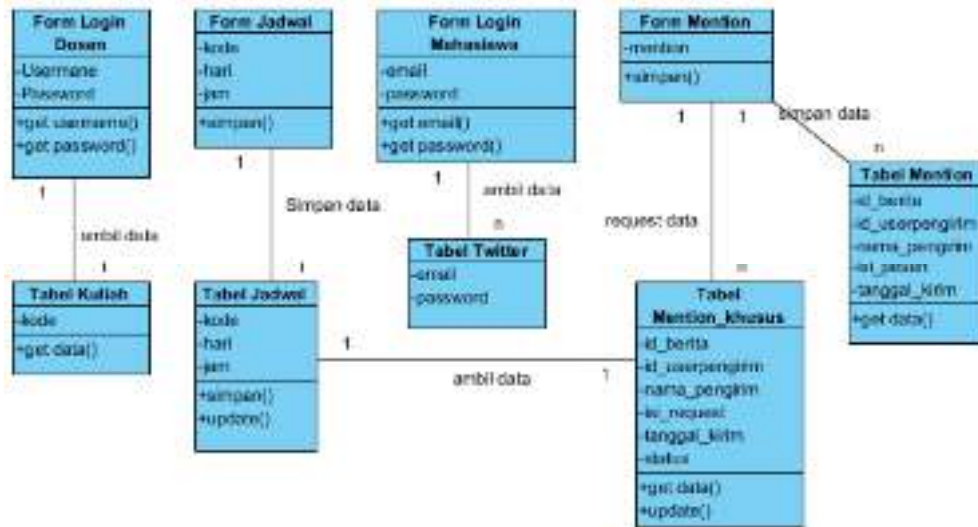 Form Login
Dosen
-Username
-Password
+get username()
+get password()
Form Jadwal
-kode
-hari
-jam
+simpan()
Form Login
Mahasiswa
-email
-password
+get email()
+get password()
Form Mention
-mention
+simpan()
1
1
1
1
1
simpan data
n
ambil data
Simpan data
ambil data
n
request data
n
1
1
Tabel Kuliah
-kode
+get data()
Tabel Jadwal
-kode
-hari
-jam
+simpan()
+update()
Tabel Twitter
-email
-password
Tabel Mention
-id_berita
-id_userpengirim
-nama_pengirim
-isi_pesan
-tanggal_kirim
+get data()
1
ambil data
1
Tabel
Mention_khusus
-id_berita
-id_userpengirim
-nama_pengirim
-isi_request
-tanggal_kirim
-status
+get data()
+update()